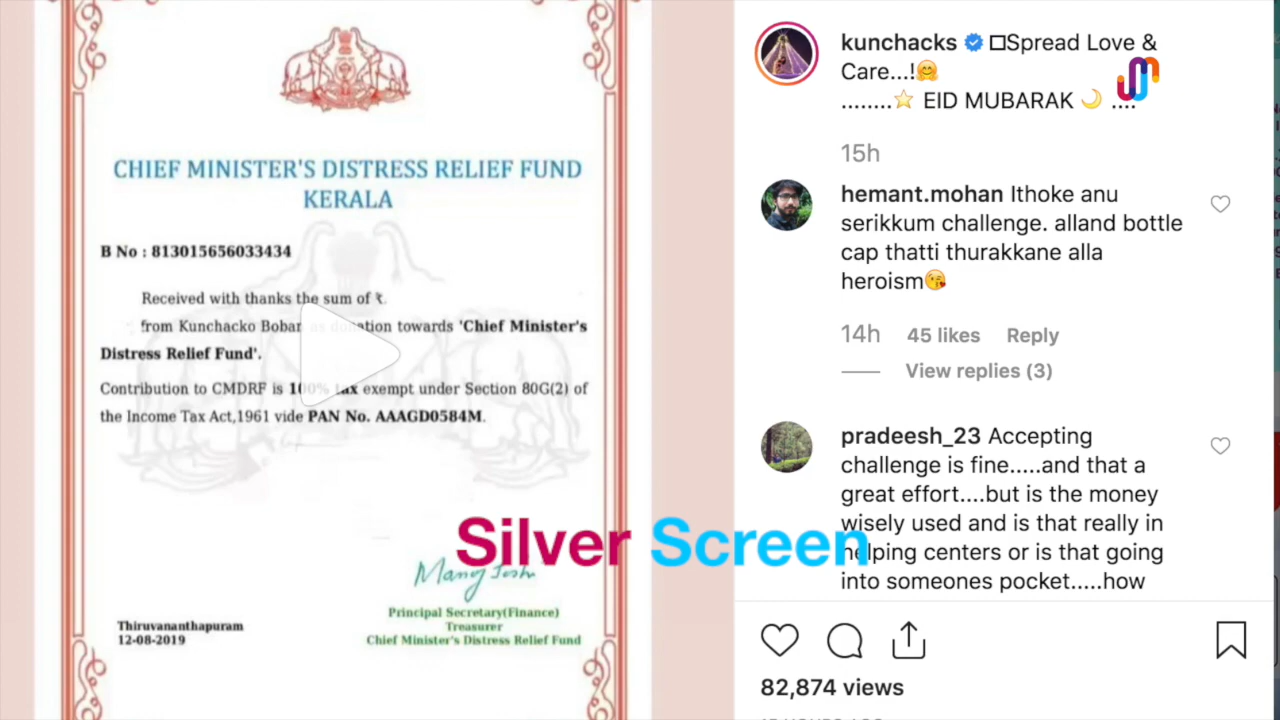 CHIEF MINISTER'S DISTRESS RELIEF FUND
KERALA
B No : 813015656033434
Received with thanks the sum of ₹.
from Kunchacko Boban as donation towards 'Chief Minister's
Distress Relief Fund'.
Contribution to CMDRF is 100% tax exempt under Section 80G(2) of
the Income Tax Act,1961 vide PAN No. AAAGD0584M.
Principal Secretary(Finance)
Treasurer
Chief Minister's Distress Relief Fund
Thiruvananthapuram
12-08-2019
Silver Screen
kunchacks Spread Love &
Care...!🤗
........⭐ EID MUBARAK 🌙 ....
15h
hemant.mohan Ithoke anu
serikkum challenge. alland bottle
cap thatti thurakkane alla
heroism😘
14h 45 likes Reply
View replies (3)
pradeesh_23 Accepting
challenge is fine.....and that a
great effort....but is the money
wisely used and is that really in
helping centers or is that going
into someones pocket.....how
82,874 views